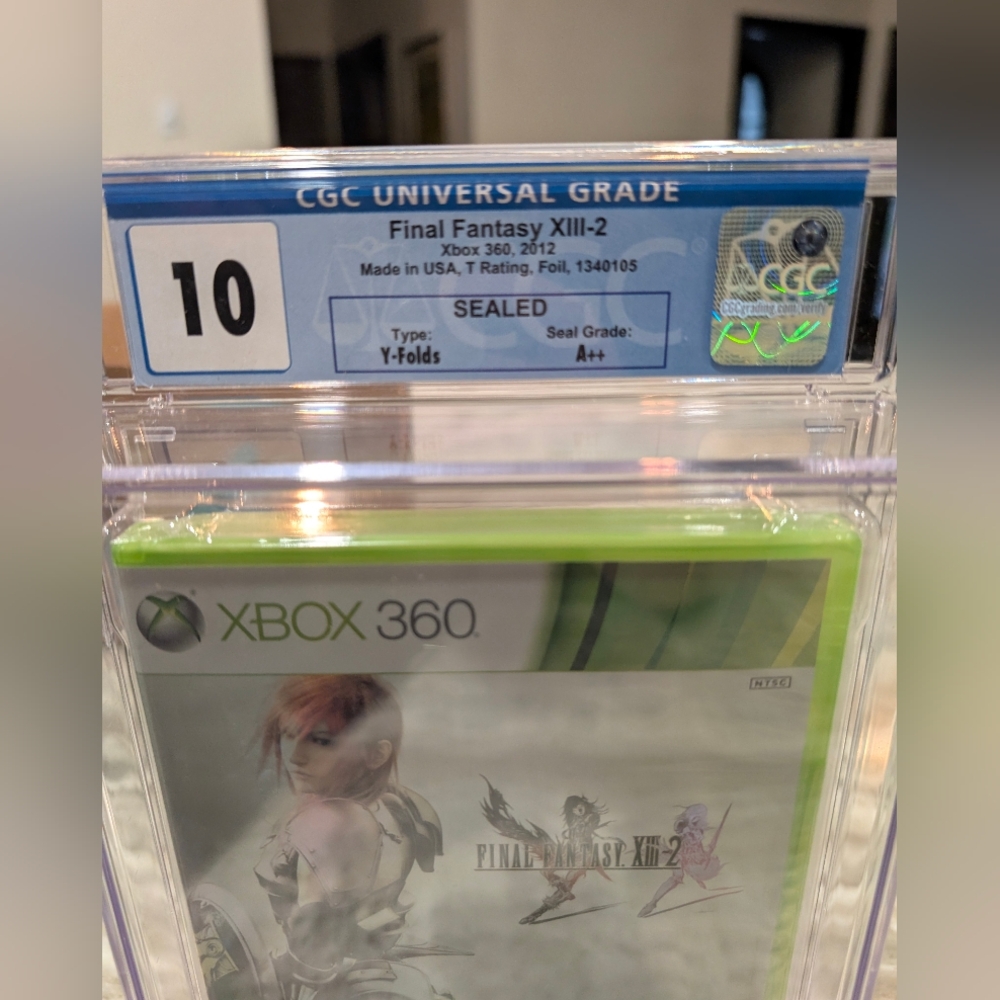 CGC UNIVERSAL GRADE
Final Fantasy XIII-2
Xbox 360, 2012
Made in USA, T Rating, Foil, 1340105
10
SEALED
Type: Seal Grade:
Y-Folds A++
CGC
CGCgrading.com/verify
XBOX 360
NTSC
FINAL FANTASY XIII-2